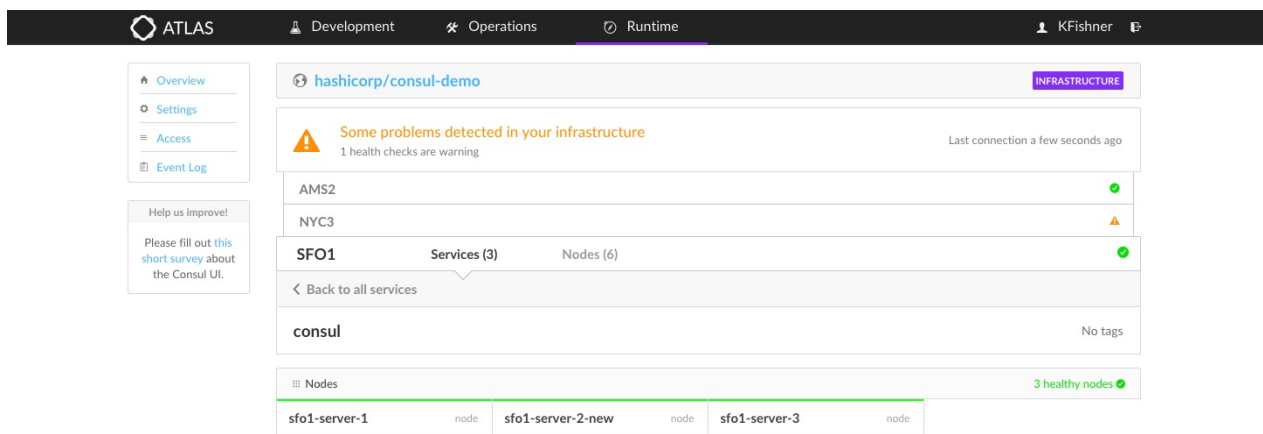 ATLAS Development Operations Runtime KFishner
Overview
Settings
Access
Event Log
Help us improve!
Please fill out this
short survey about
the Consul UI.
hashicorp/consul-demo INFRASTRUCTURE
Some problems detected in your infrastructure
1 health checks are warning
Last connection a few seconds ago
AMS2
NYC3
SFO1 Services (3) Nodes (6)
Back to all services
consul No tags
Nodes 3 healthy nodes
sfo1-server-1 node sfo1-server-2-new node sfo1-server-3 node